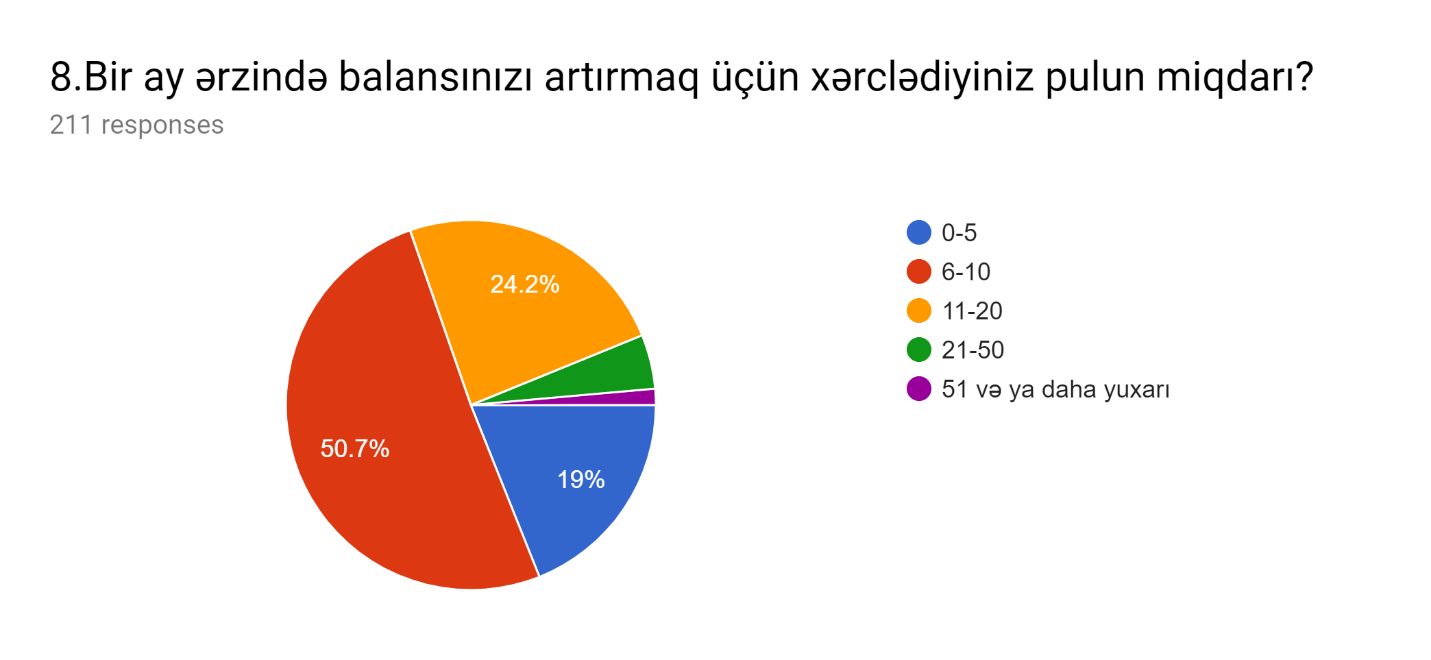 8.Bir ay ərzində balansınızı artırmaq üçün xərclədiyiniz pulun miqdarı?
211 responses
24.2%
50.7%
19%
0-5
6-10
11-20
21-50
51 və ya daha yuxarı